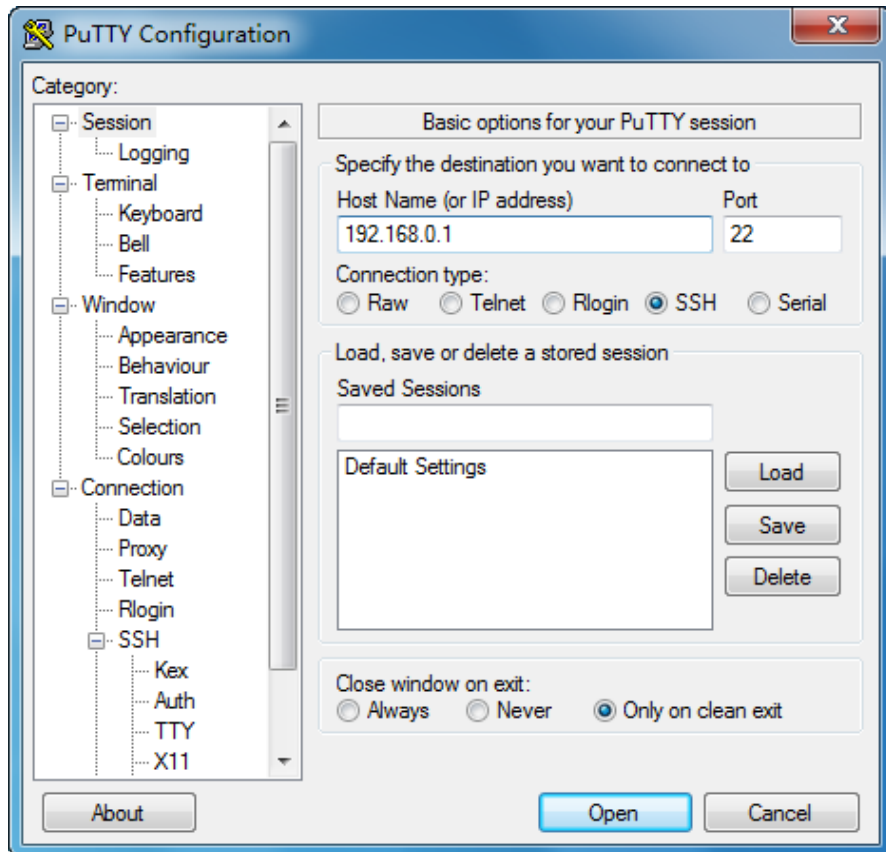 PuTTY Configuration
Category:
Session
Logging
Terminal
Keyboard
Bell
Features
Window
Appearance
Behaviour
Translation
Selection
Colours
Connection
Data
Proxy
Telnet
Rlogin
SSH
Kex
Auth
TTY
X11
Basic options for your PuTTY session
Specify the destination you want to connect to
Host Name (or IP address) Port
192.168.0.1 22
Connection type:
Raw Telnet Rlogin SSH Serial
Load, save or delete a stored session
Saved Sessions
Default Settings
Load
Save
Delete
Close window on exit:
Always Never Only on clean exit
About Open Cancel